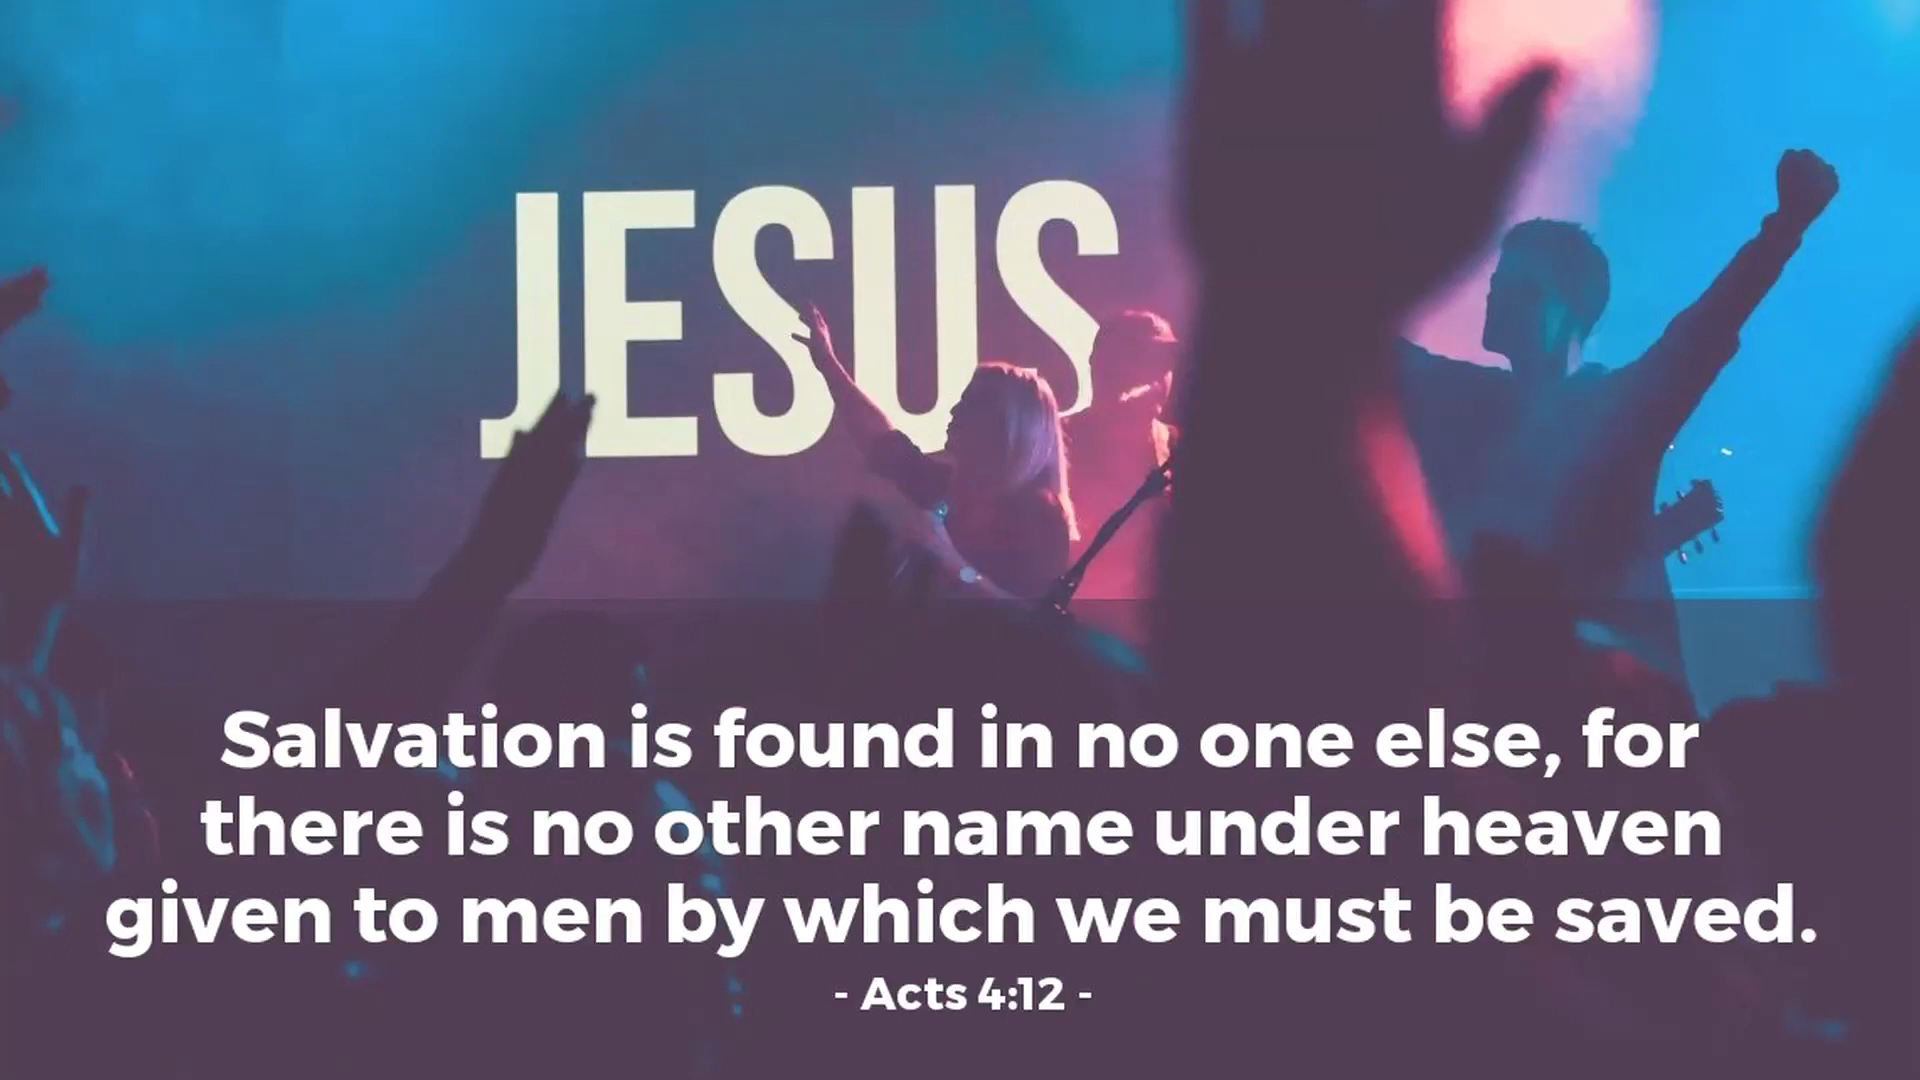 JESUS
Salvation is found in no one else, for
there is no other name under heaven
given to men by which we must be saved.
- Acts 4:12 -